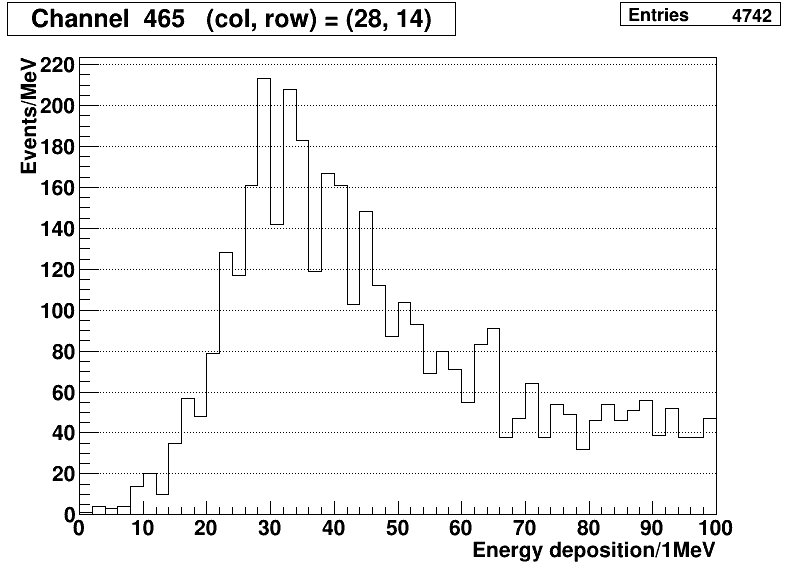 Channel 465 (col, row) = (28, 14)
Entries 4742
Events/MeV
220
200
180
160
140
120
100
80
60
40
20
0
0 10 20 30 40 50 60 70 80 90 100
Energy deposition/1MeV